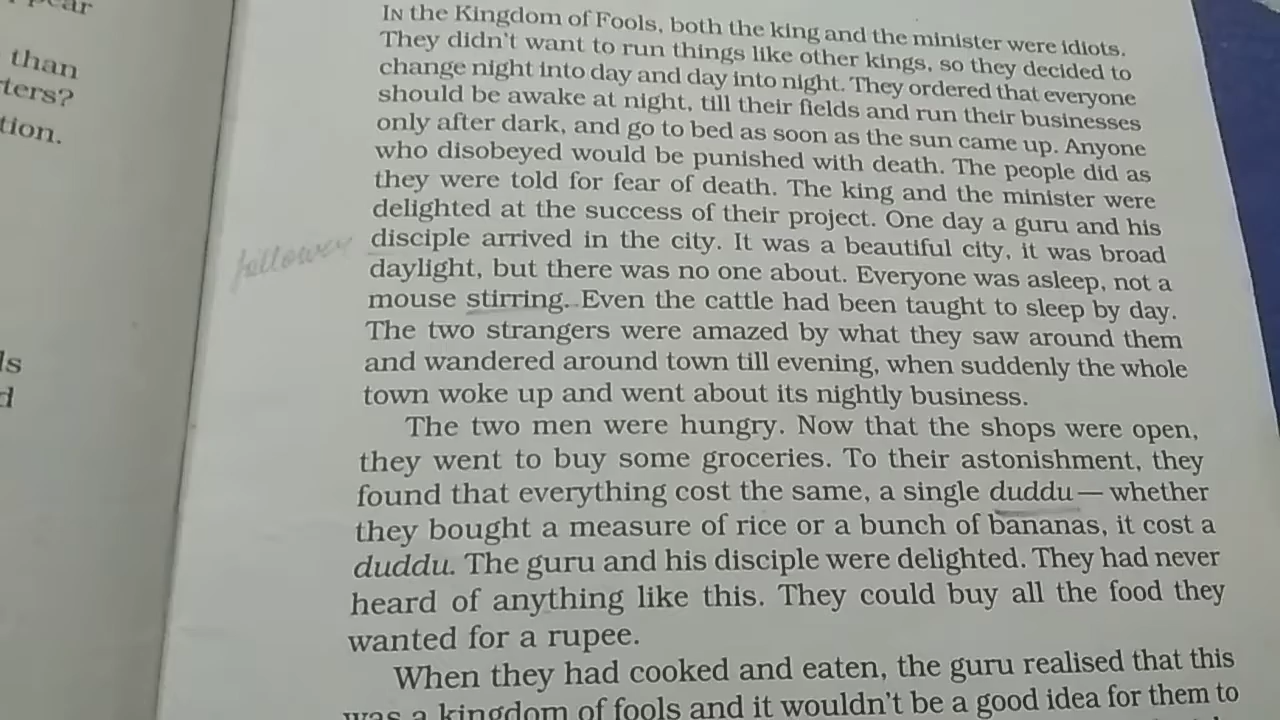 than
tion.
IN the Kingdom of Fools, both the king and the minister were idiots.
They didn't want to run things like other kings, so they decided to
change night into day and day into night. They ordered that everyone
should be awake at night, till their fields and run their businesses
only after dark, and go to bed as soon as the sun came up. Anyone
who disobeyed would be punished with death. The people did as
they were told for fear of death. The king and the minister were
delighted at the success of their project. One day a guru and his
follower
disciple arrived in the city. It was a beautiful city, it was broad
daylight, but there was no one about. Everyone was asleep, not a
mouse stirring. Even the cattle had been taught to sleep by day.
The two strangers were amazed by what they saw around them
and wandered around town till evening, when suddenly the whole
town woke up and went about its nightly business.
The two men were hungry. Now that the shops were open,
they went to buy some groceries. To their astonishment, they
found that everything cost the same, a single duddu — whether
they bought a measure of rice or a bunch of bananas, it cost a
duddu. The guru and his disciple were delighted. They had never
heard of anything like this. They could buy all the food they
wanted for a rupee.
When they had cooked and eaten, the guru realised that this
was a kingdom of fools and it wouldn't be a good idea for them to